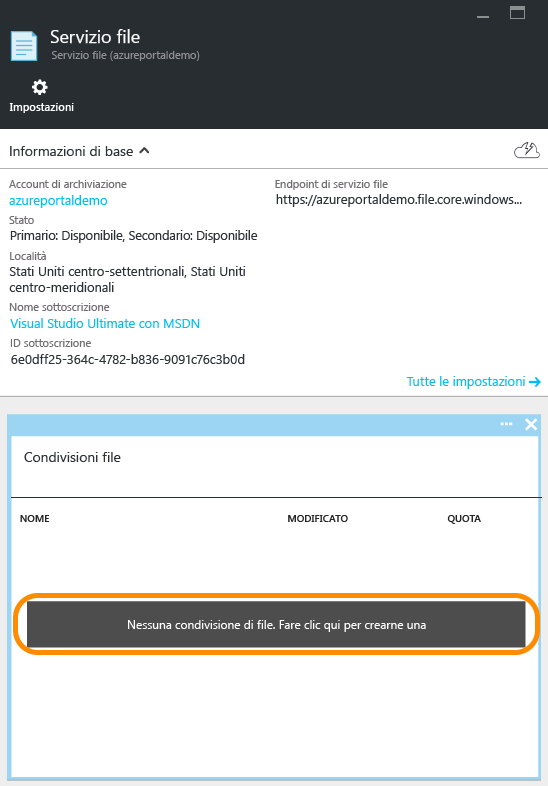 Servizio file
Servizio file (azureportaldemo)
Impostazioni
Informazioni di base
Account di archiviazione
azureportaldemo
Stato
Primario: Disponibile, Secondario: Disponibile
Località
Stati Uniti centro-settentrionali, Stati Uniti
centro-meridionali
Nome sottoscrizione
Visual Studio Ultimate con MSDN
ID sottoscrizione
6e0dff25-364c-4782-b836-9091c76c3b0d
Endpoint di servizio file
https://azureportaldemo.file.core.windows...
Tutte le impostazioni
Condivisioni file
NOME MODIFICATO QUOTA
Nessuna condivisione di file. Fare clic qui per crearne una